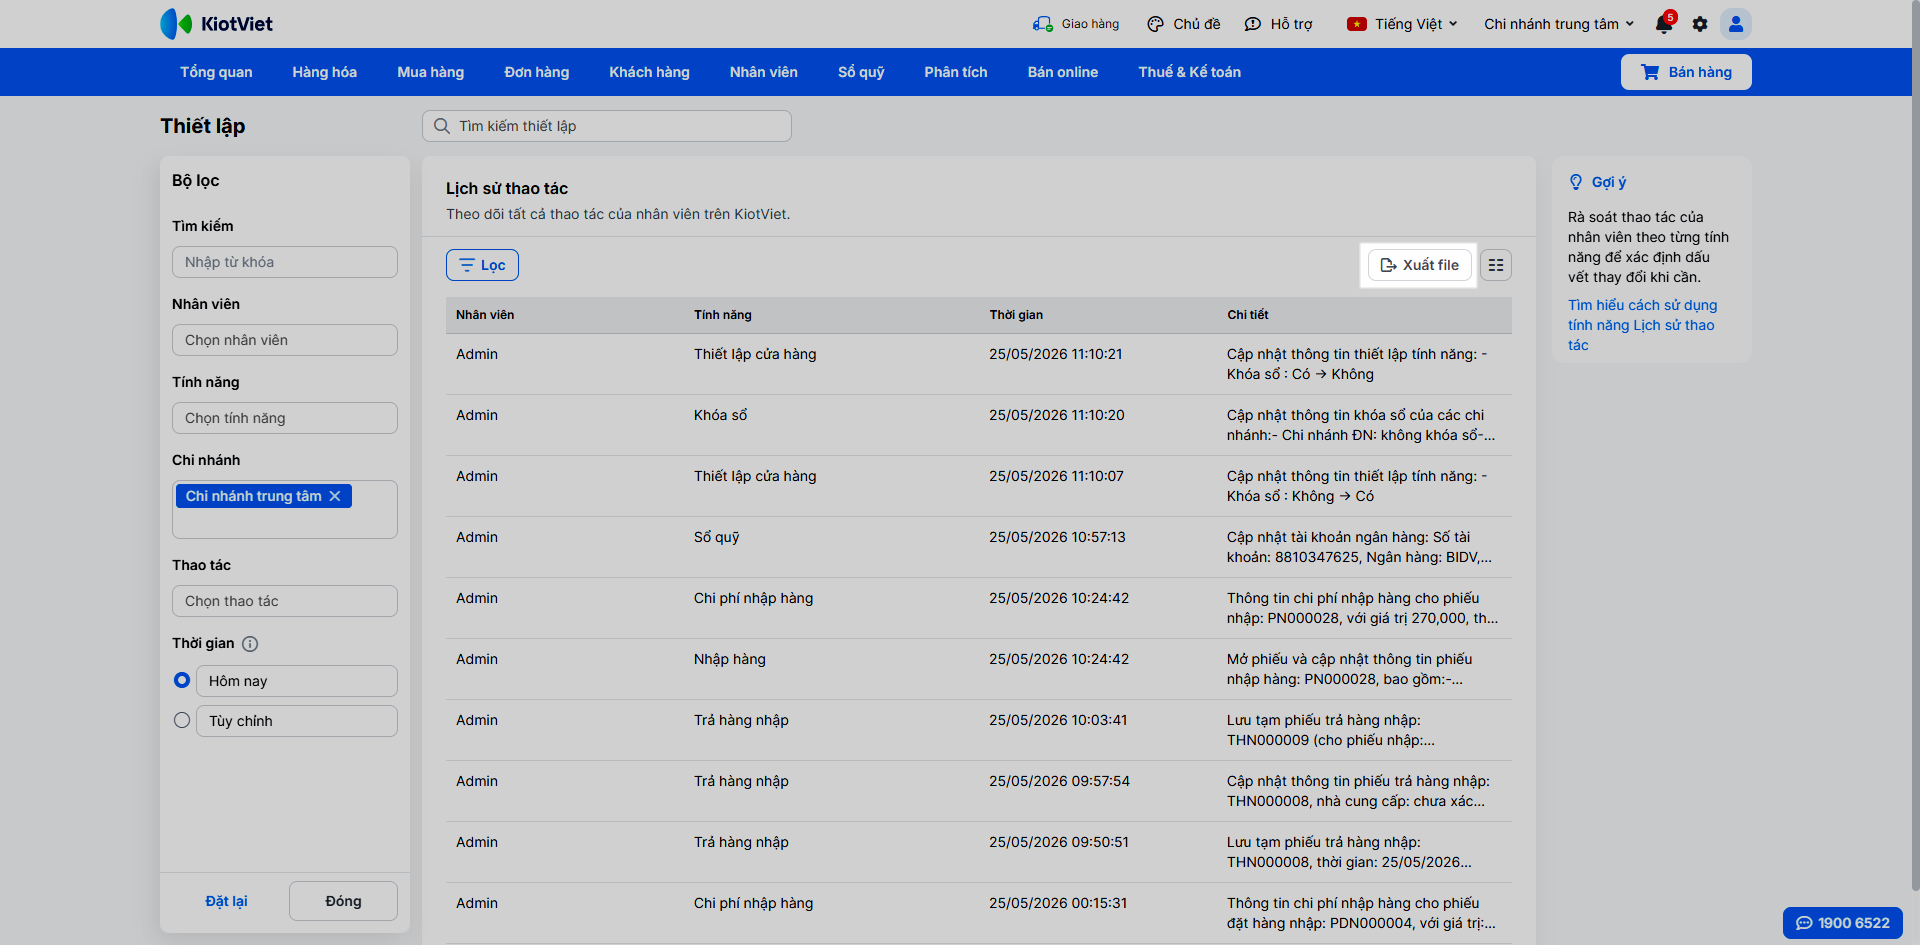 KiotViet
Giao hàng
Chủ đề
Hỗ trợ
Tiếng Việt
Chi nhánh trung tâm
5
Tổng quan
Hàng hóa
Mua hàng
Đơn hàng
Khách hàng
Nhân viên
Sổ quỹ
Phân tích
Bán online
Thuế & Kế toán
Bán hàng
Thiết lập
Tìm kiếm thiết lập
Bộ lọc
Tìm kiếm
Nhập từ khóa
Nhân viên
Chọn nhân viên
Tính năng
Chọn tính năng
Chi nhánh
Chi nhánh trung tâm
Thao tác
Chọn thao tác
Thời gian
Hôm nay
Tùy chỉnh
Đặt lại
Đóng
Lịch sử thao tác
Theo dõi tất cả thao tác của nhân viên trên KiotViet.
Lọc
Xuất file
Nhân viên
Tính năng
Thời gian
Chi tiết
Admin
Thiết lập cửa hàng
25/05/2026 11:10:21
Cập nhật thông tin thiết lập tính năng: -
Khóa sổ : Có → Không
Admin
Khóa sổ
25/05/2026 11:10:20
Cập nhật thông tin khóa sổ của các chi
nhánh:- Chi nhánh ĐN: không khóa sổ-...
Admin
Thiết lập cửa hàng
25/05/2026 11:10:07
Cập nhật thông tin thiết lập tính năng: -
Khóa sổ : Không → Có
Admin
Sổ quỹ
25/05/2026 10:57:13
Cập nhật tài khoản ngân hàng: Số tài
khoản: 8810347625, Ngân hàng: BIDV,...
Admin
Chi phí nhập hàng
25/05/2026 10:24:42
Thông tin chi phí nhập hàng cho phiếu
nhập: PN000028, với giá trị 270,000, th...
Admin
Nhập hàng
25/05/2026 10:24:42
Mở phiếu và cập nhật thông tin phiếu
nhập hàng: PN000028, bao gồm:-...
Admin
Trả hàng nhập
25/05/2026 10:03:41
Lưu tạm phiếu trả hàng nhập:
THN000009 (cho phiếu nhập:...
Admin
Trả hàng nhập
25/05/2026 09:57:54
Cập nhật thông tin phiếu trả hàng nhập:
THN000008, nhà cung cấp: chưa xác...
Admin
Trả hàng nhập
25/05/2026 09:50:51
Lưu tạm phiếu trả hàng nhập:
THN000008, thời gian: 25/05/2026...
Admin
Chi phí nhập hàng
25/05/2026 00:15:31
Thông tin chi phí nhập hàng cho phiếu
đặt hàng nhập: PDN000004, với giá trị:...
Gợi ý
Rà soát thao tác của
nhân viên theo từng tính
năng để xác định dấu
vết thay đổi khi cần.
Tìm hiểu cách sử dụng
tính năng Lịch sử thao
tác
1900 6522